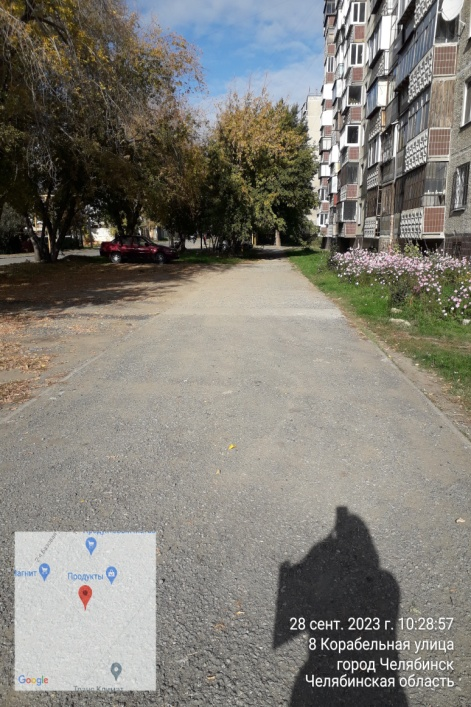 Магнит
Продукты
Google
28 сент. 2023 г. 10:28:57
8 Корабельная улица
город Челябинск
Челябинская область